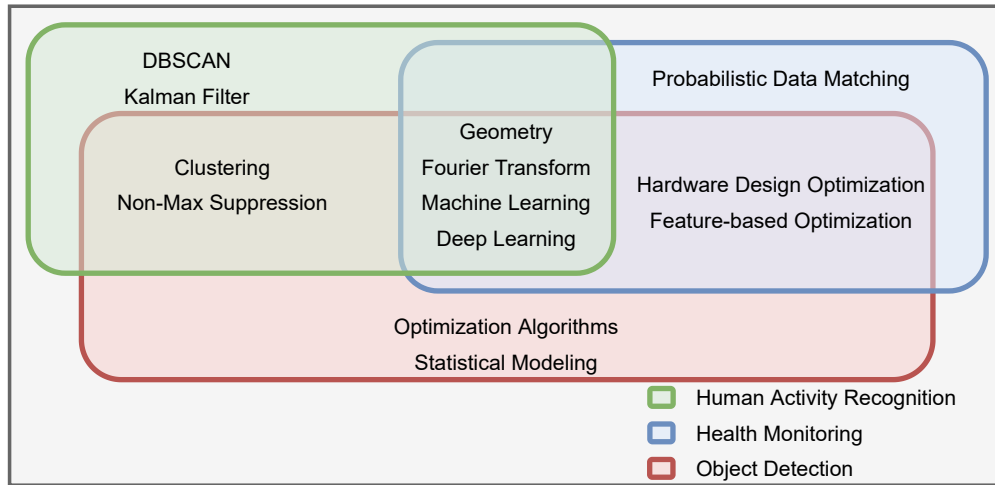 DBSCAN
Kalman Filter
Probabilistic Data Matching
Clustering
Non-Max Suppression
Geometry
Fourier Transform
Machine Learning
Deep Learning
Hardware Design Optimization
Feature-based Optimization
Optimization Algorithms
Statistical Modeling
Human Activity Recognition
Health Monitoring
Object Detection